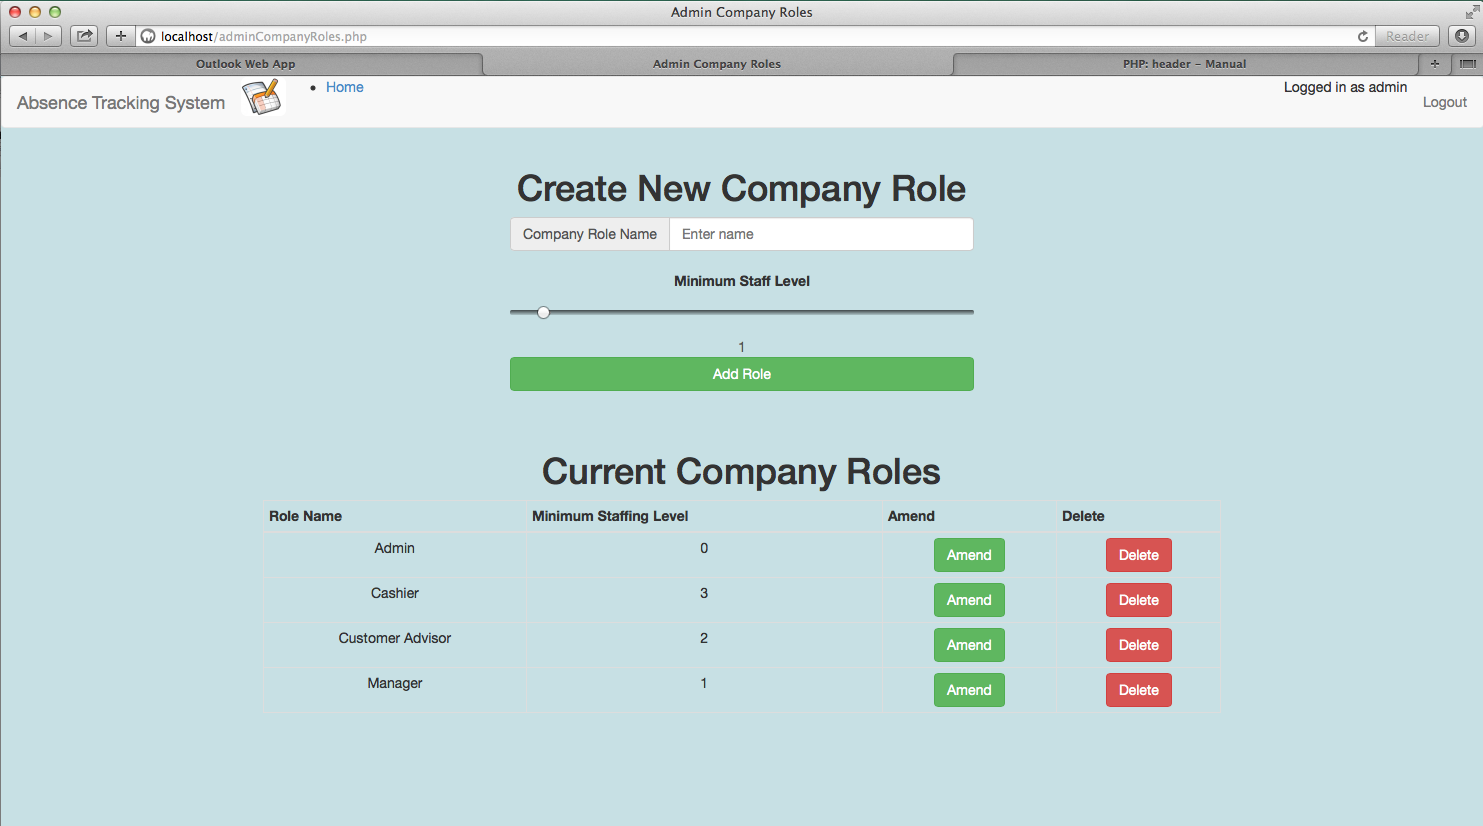 Admin Company Roles
localhost/adminCompanyRoles.php
Reader
Outlook Web App
Admin Company Roles
PHP: header - Manual
Absence Tracking System
Home
Logged in as admin
Logout
Create New Company Role
Company Role Name Enter name
Minimum Staff Level
1
Add Role
Current Company Roles
Role Name Minimum Staffing Level Amend Delete
Admin 0 Amend Delete
Cashier 3 Amend Delete
Customer Advisor 2 Amend Delete
Manager 1 Amend Delete